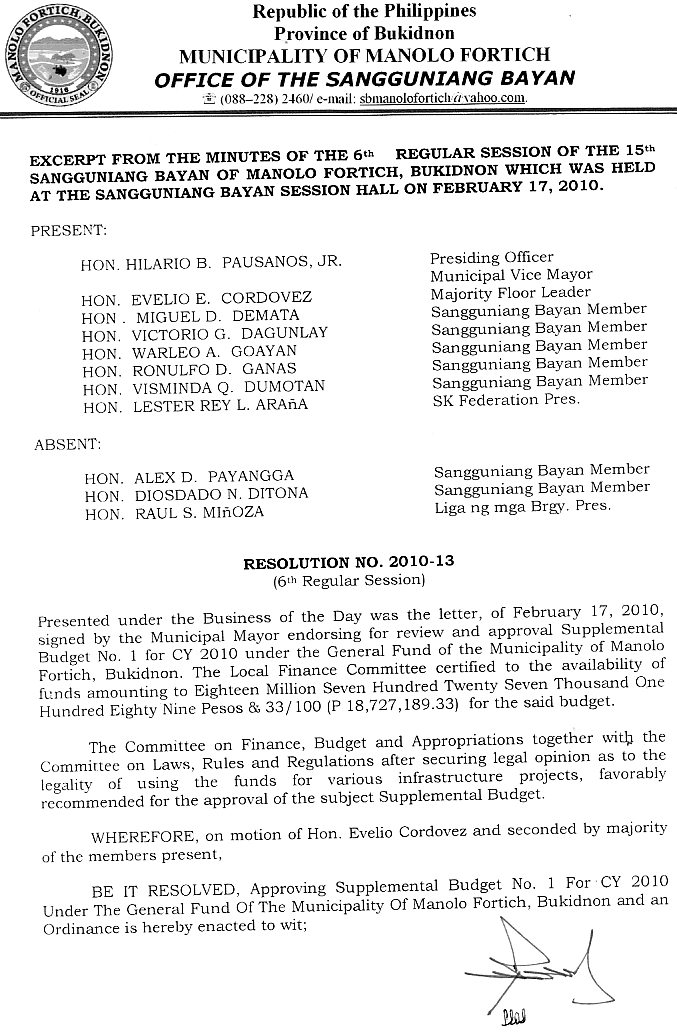 MANOLO FORTICH, BUKIDNON
1916
OFFICIAL SEAL
Republic of the Philippines
Province of Bukidnon
MUNICIPALITY OF MANOLO FORTICH
OFFICE OF THE SANGGUNIANG BAYAN
☏ (088–228) 2460/ e-mail: sbmanolofortich@yahoo.com.
EXCERPT FROM THE MINUTES OF THE 6th REGULAR SESSION OF THE 15th
SANGGUNIANG BAYAN OF MANOLO FORTICH, BUKIDNON WHICH WAS HELD
AT THE SANGGUNIANG BAYAN SESSION HALL ON FEBRUARY 17, 2010.
PRESENT:
HON. HILARIO B. PAUSANOS, JR. Presiding Officer
Municipal Vice Mayor
HON. EVELIO E. CORDOVEZ Majority Floor Leader
HON . MIGUEL D. DEMATA Sangguniang Bayan Member
HON. VICTORIO G. DAGUNLAY Sangguniang Bayan Member
HON. WARLEO A. GOAYAN Sangguniang Bayan Member
HON. RONULFO D. GANAS Sangguniang Bayan Member
HON. VISMINDA Q. DUMOTAN Sangguniang Bayan Member
HON. LESTER REY L. ARAñA SK Federation Pres.
ABSENT:
HON. ALEX D. PAYANGGA Sangguniang Bayan Member
HON. DIOSDADO N. DITONA Sangguniang Bayan Member
HON. RAUL S. MIñOZA Liga ng mga Brgy. Pres.
RESOLUTION NO. 2010-13
(6th Regular Session)
Presented under the Business of the Day was the letter, of February 17, 2010,
signed by the Municipal Mayor endorsing for review and approval Supplemental
Budget No. 1 for CY 2010 under the General Fund of the Municipality of Manolo
Fortich, Bukidnon. The Local Finance Committee certified to the availability of
funds amounting to Eighteen Million Seven Hundred Twenty Seven Thousand One
Hundred Eighty Nine Pesos & 33/100 (P 18,727,189.33) for the said budget.
The Committee on Finance, Budget and Appropriations together with the
Committee on Laws, Rules and Regulations after securing legal opinion as to the
legality of using the funds for various infrastructure projects, favorably
recommended for the approval of the subject Supplemental Budget.
WHEREFORE, on motion of Hon. Evelio Cordovez and seconded by majority
of the members present,
BE IT RESOLVED, Approving Supplemental Budget No. 1 For CY 2010
Under The General Fund Of The Municipality Of Manolo Fortich, Bukidnon and an
Ordinance is hereby enacted to wit;